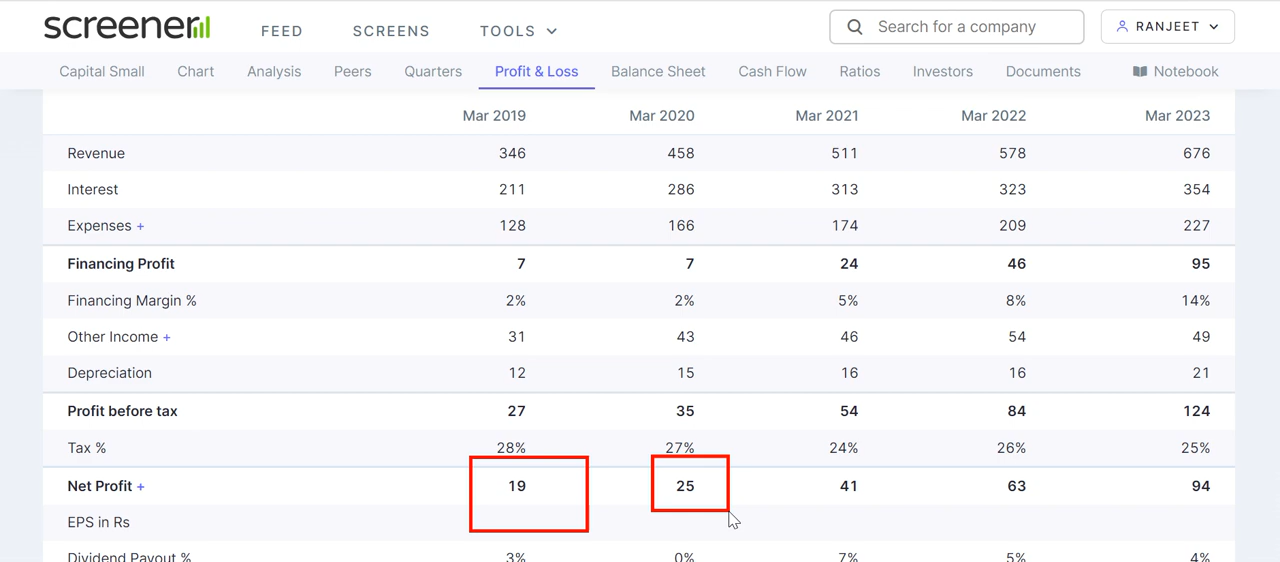 screener
FEED SCREENS TOOLS
Search for a company
RANJEET
Capital Small Chart Analysis Peers Quarters Profit & Loss Balance Sheet Cash Flow Ratios Investors Documents Notebook
Mar 2019 Mar 2020 Mar 2021 Mar 2022 Mar 2023
Revenue 346 458 511 578 676
Interest 211 286 313 323 354
Expenses + 128 166 174 209 227
Financing Profit 7 7 24 46 95
Financing Margin % 2% 2% 5% 8% 14%
Other Income + 31 43 46 54 49
Depreciation 12 15 16 16 21
Profit before tax 27 35 54 84 124
Tax % 28% 27% 24% 26% 25%
Net Profit + 19 25 41 63 94
EPS in Rs
Dividend Payout % 3% 0% 7% 5% 4%